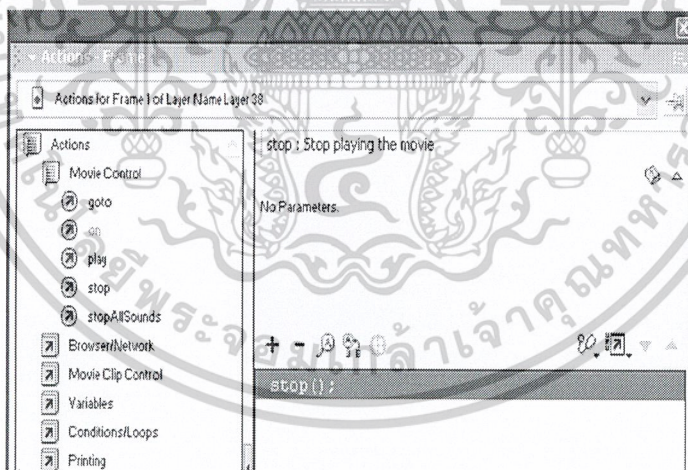 Actions - Frame
Actions for Frame 1 of Layer Name Layer 38
Actions
Movie Control
goto
on
play
stop
stopAllSounds
Browser/Network
Movie Clip Control
Variables
Conditions/Loops
Printing
stop : Stop playing the movie
No Parameters.
stop();